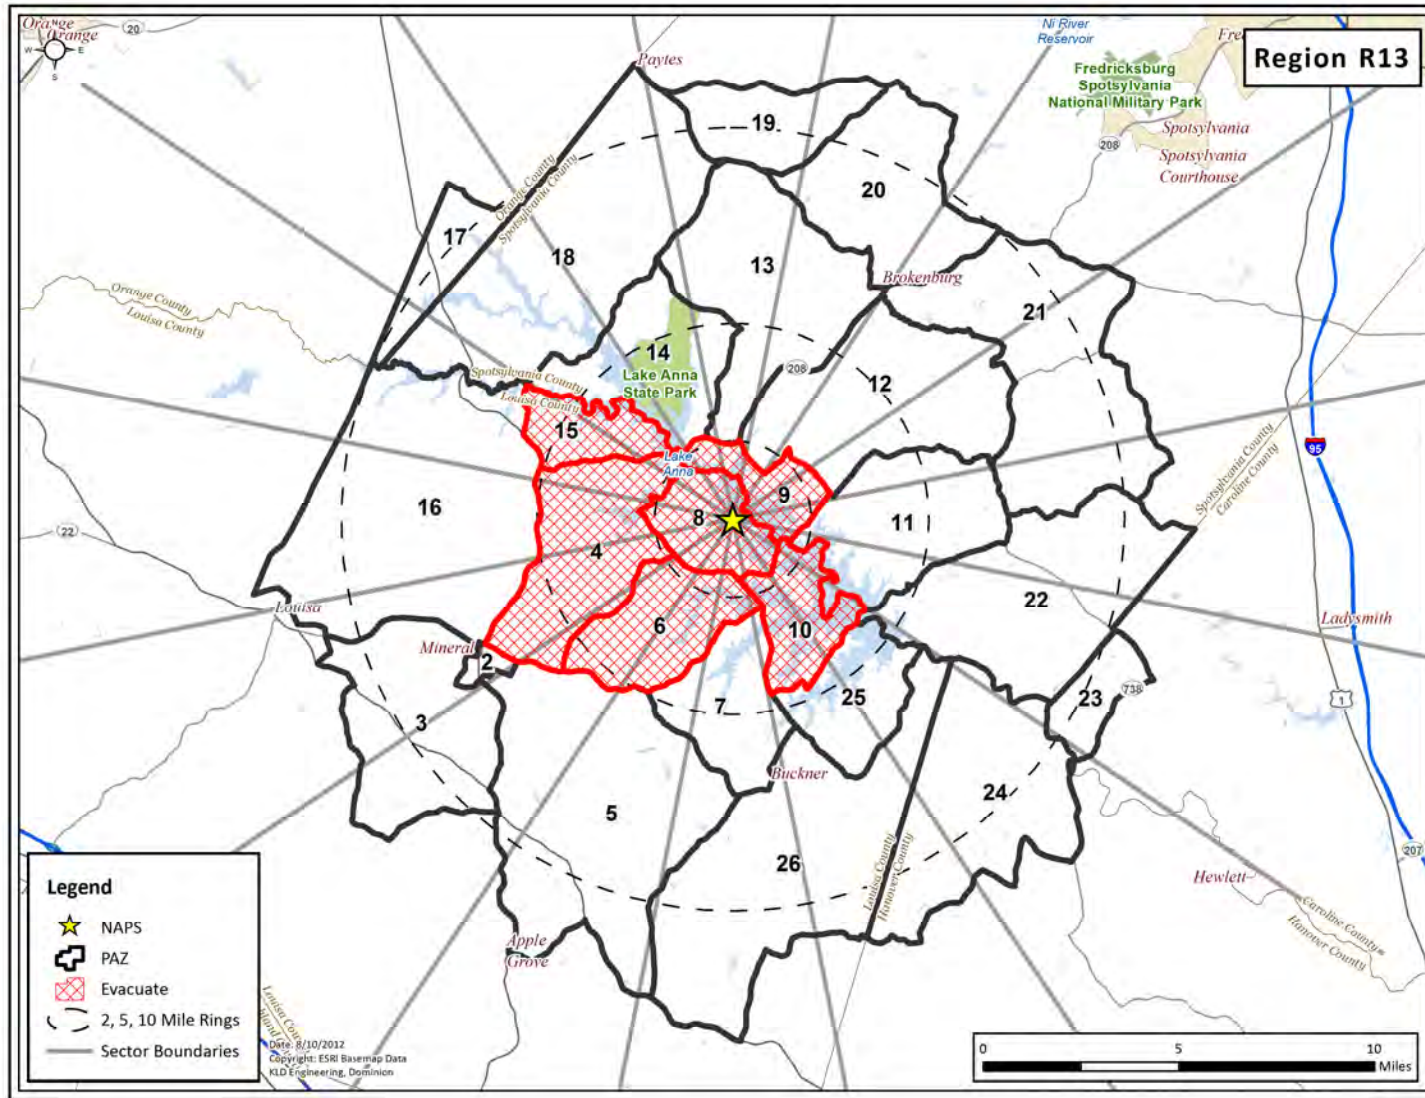 Orange
Orange
N
W
E
S
20
Paytes
Ni River
Reservoir
Fre
Region R13
Fredricksburg
Spotsylvania
National Military Park
Spotsylvania
208
Spotsylvania
Courthouse
19
20
17
Orange County
Spotsylvania County
18
13
Brokenburg
Orange County
Louisa County
21
14
Lake Anna
State Park
208
12
Spotsylvania County
Louisa County
15
95
Spotsylvania County
Caroline County
Lake
Anna
9
16
8
11
22
4
22
Louisa
6
10
Ladysmith
Mineral
2
25
23
738
1
3
7
Buckner
24
5
26
Louisa County
Hanover County
207
Hewlett
Caroline County
Hanover County
Apple
Grove
Legend
NAPS
PAZ
Evacuate
2, 5, 10 Mile Rings
Sector Boundaries
Louisa Cou
Date: 8/10/2012
Copyright: ESRI Basemap Data
KLD Engineering, Dominion
0
5
10
Miles